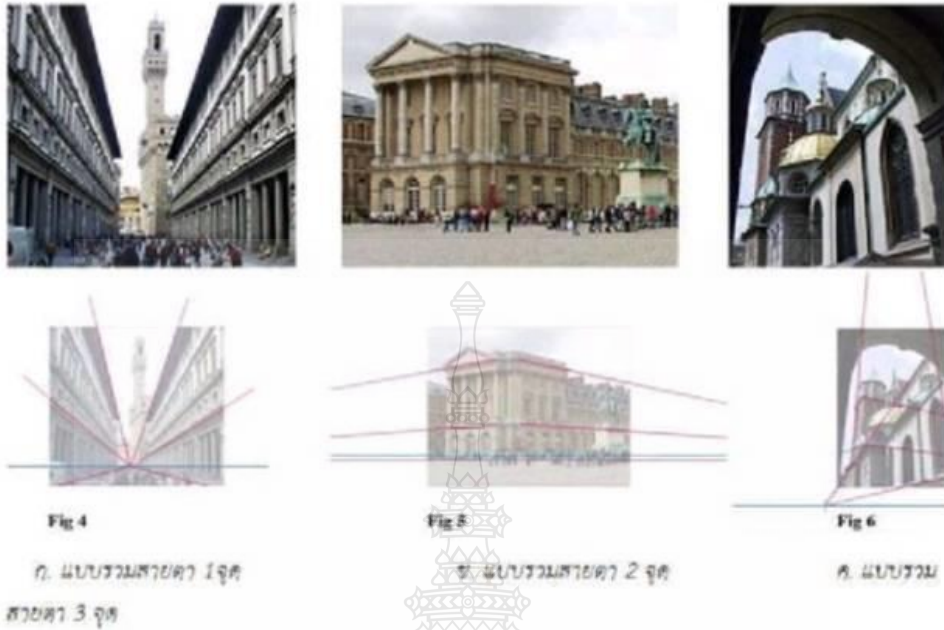 Fig 4
Fig 5
Fig 6
ก. แบบรวมสายตา 1 จุด
ข. แบบรวมสายตา 2 จุด
ค. แบบรวม
สายตา 3 จุด